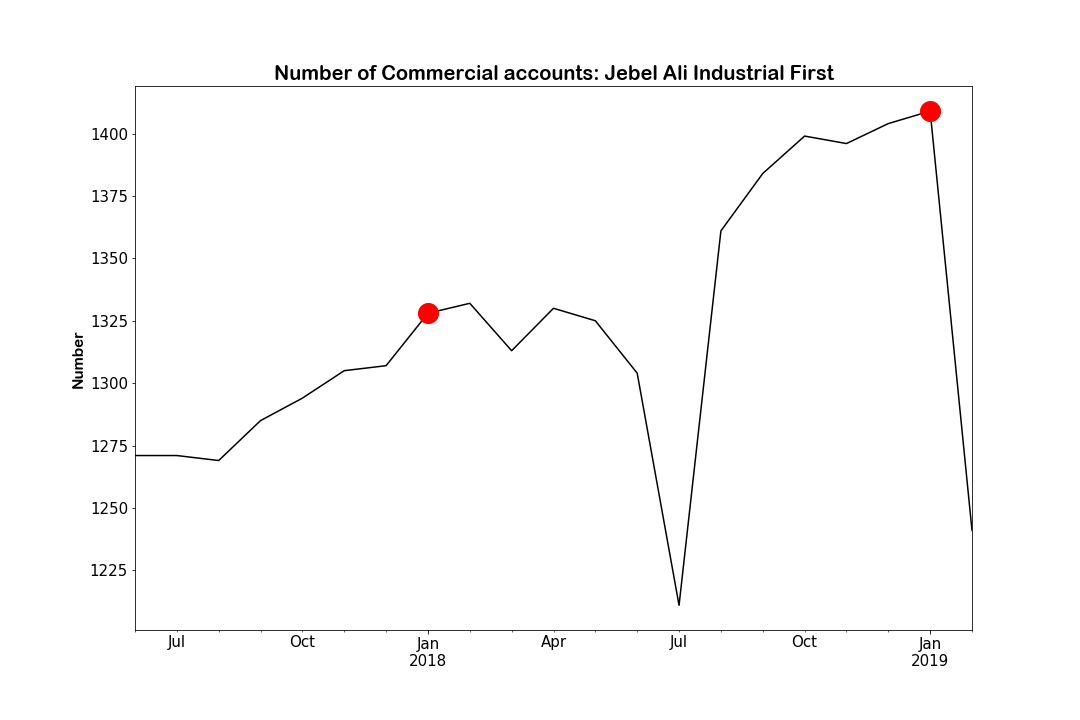 Number of Commercial accounts: Jebel Ali Industrial First
Number
1400
1375
1350
1325
1300
1275
1250
1225
Jul
Oct
Jan
2018
Apr
Jul
Oct
Jan
2019